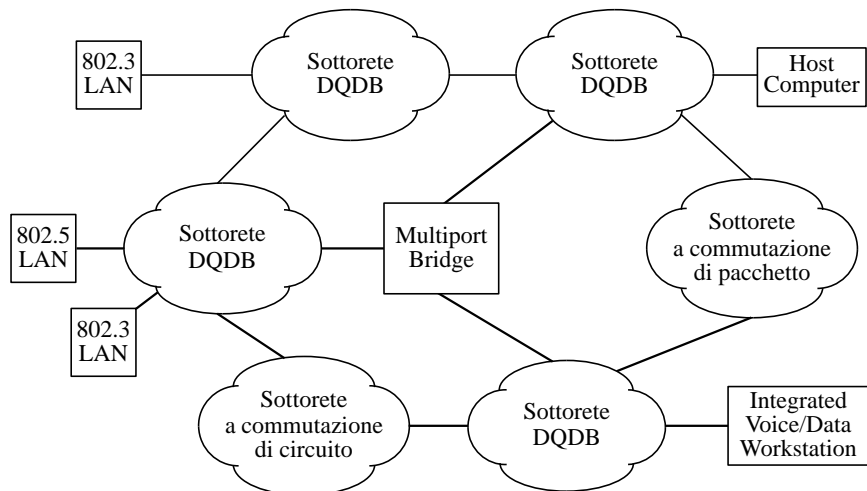 802.3
LAN
Sottorete
DQDB
Sottorete
DQDB
Host
Computer
802.5
LAN
Sottorete
DQDB
Multiport
Bridge
Sottorete
a commutazione
di pacchetto
802.3
LAN
Sottorete
a commutazione
di circuito
Sottorete
DQDB
Integrated
Voice/Data
Workstation